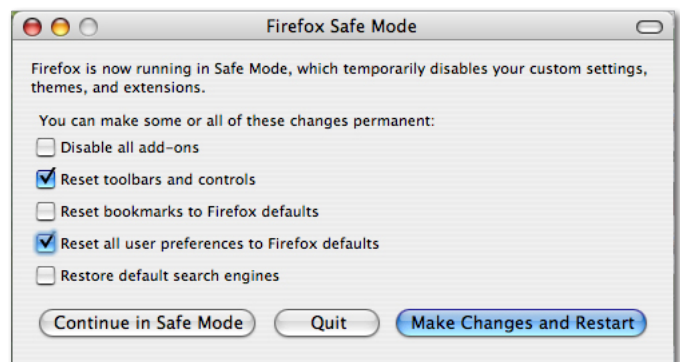 Firefox Safe Mode
Firefox is now running in Safe Mode, which temporarily disables your custom settings,
themes, and extensions.
You can make some or all of these changes permanent:
Disable all add-ons
Reset toolbars and controls
Reset bookmarks to Firefox defaults
Reset all user preferences to Firefox defaults
Restore default search engines
Continue in Safe Mode Quit Make Changes and Restart